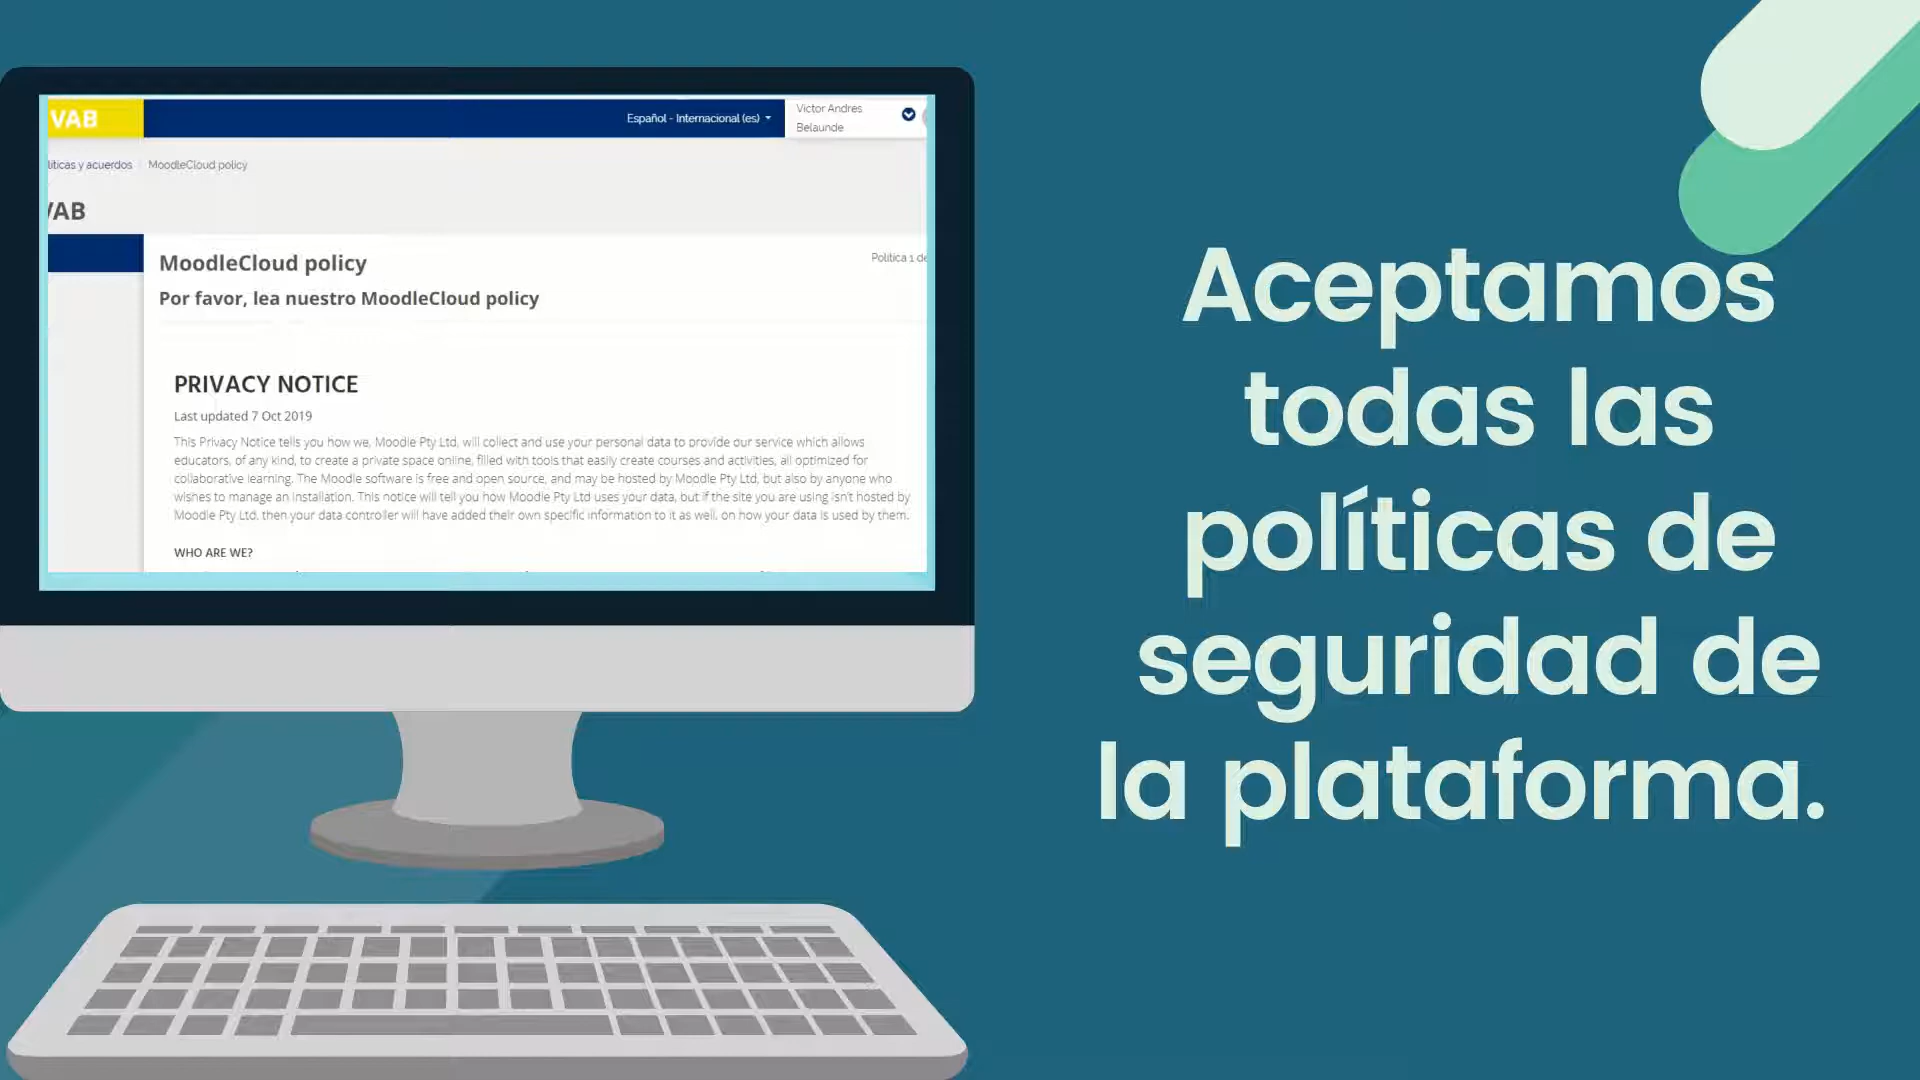 VAB
Español - Internacional (es)
Victor Andres
Belaunde
líticas y acuerdos
MoodleCloud policy
VAB
MoodleCloud policy
Política 1 de
Por favor, lea nuestro MoodleCloud policy
PRIVACY NOTICE
Last updated 7 Oct 2019
This Privacy Notice tells you how we, Moodle Pty Ltd, will collect and use your personal data to provide our service which allows
educators, of any kind, to create a private space online, filled with tools that easily create courses and activities, all optimized for
collaborative learning. The Moodle software is free and open source, and may be hosted by Moodle Pty Ltd, but also by anyone who
wishes to manage an installation. This notice will tell you how Moodle Pty Ltd uses your data, but if the site you are using isn't hosted by
Moodle Pty Ltd, then your data controller will have added their own specific information to it as well, on how your data is used by them.
WHO ARE WE?
Aceptamos
todas las
políticas de
seguridad de
la plataforma.